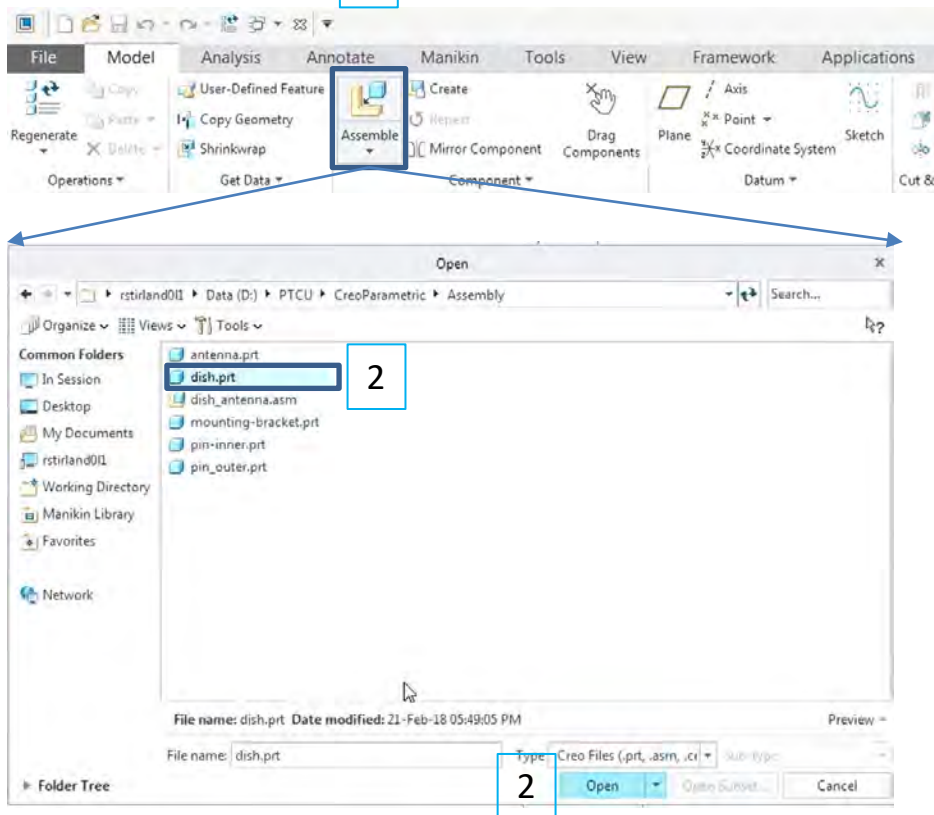 File Model Analysis Annotate Manikin Tools View Framework Applications
Copy User-Defined Feature Create Axis
Paste Copy Geometry Repeat Point
Regenerate Assemble Drag Plane Sketch
Delete Shrinkwrap Mirror Component Components Coordinate System
Operations Get Data Component Datum Cut &
Open
rstirland0l1 Data (D:) PTCU CreoParametric Assembly Search...
Organize Views Tools
Common Folders
In Session
Desktop
My Documents
rstirland0l1
Working Directory
Manikin Library
Favorites
Network
antenna.prt
dish.prt
2
dish_antenna.asm
mounting-bracket.prt
pin-inner.prt
pin_outer.prt
File name: dish.prt Date modified: 21-Feb-18 05:49:05 PM Preview
File name: dish.prt Type Creo Files (.prt, .asm, .cr Sub-type
Folder Tree 2 Open Open Subset... Cancel